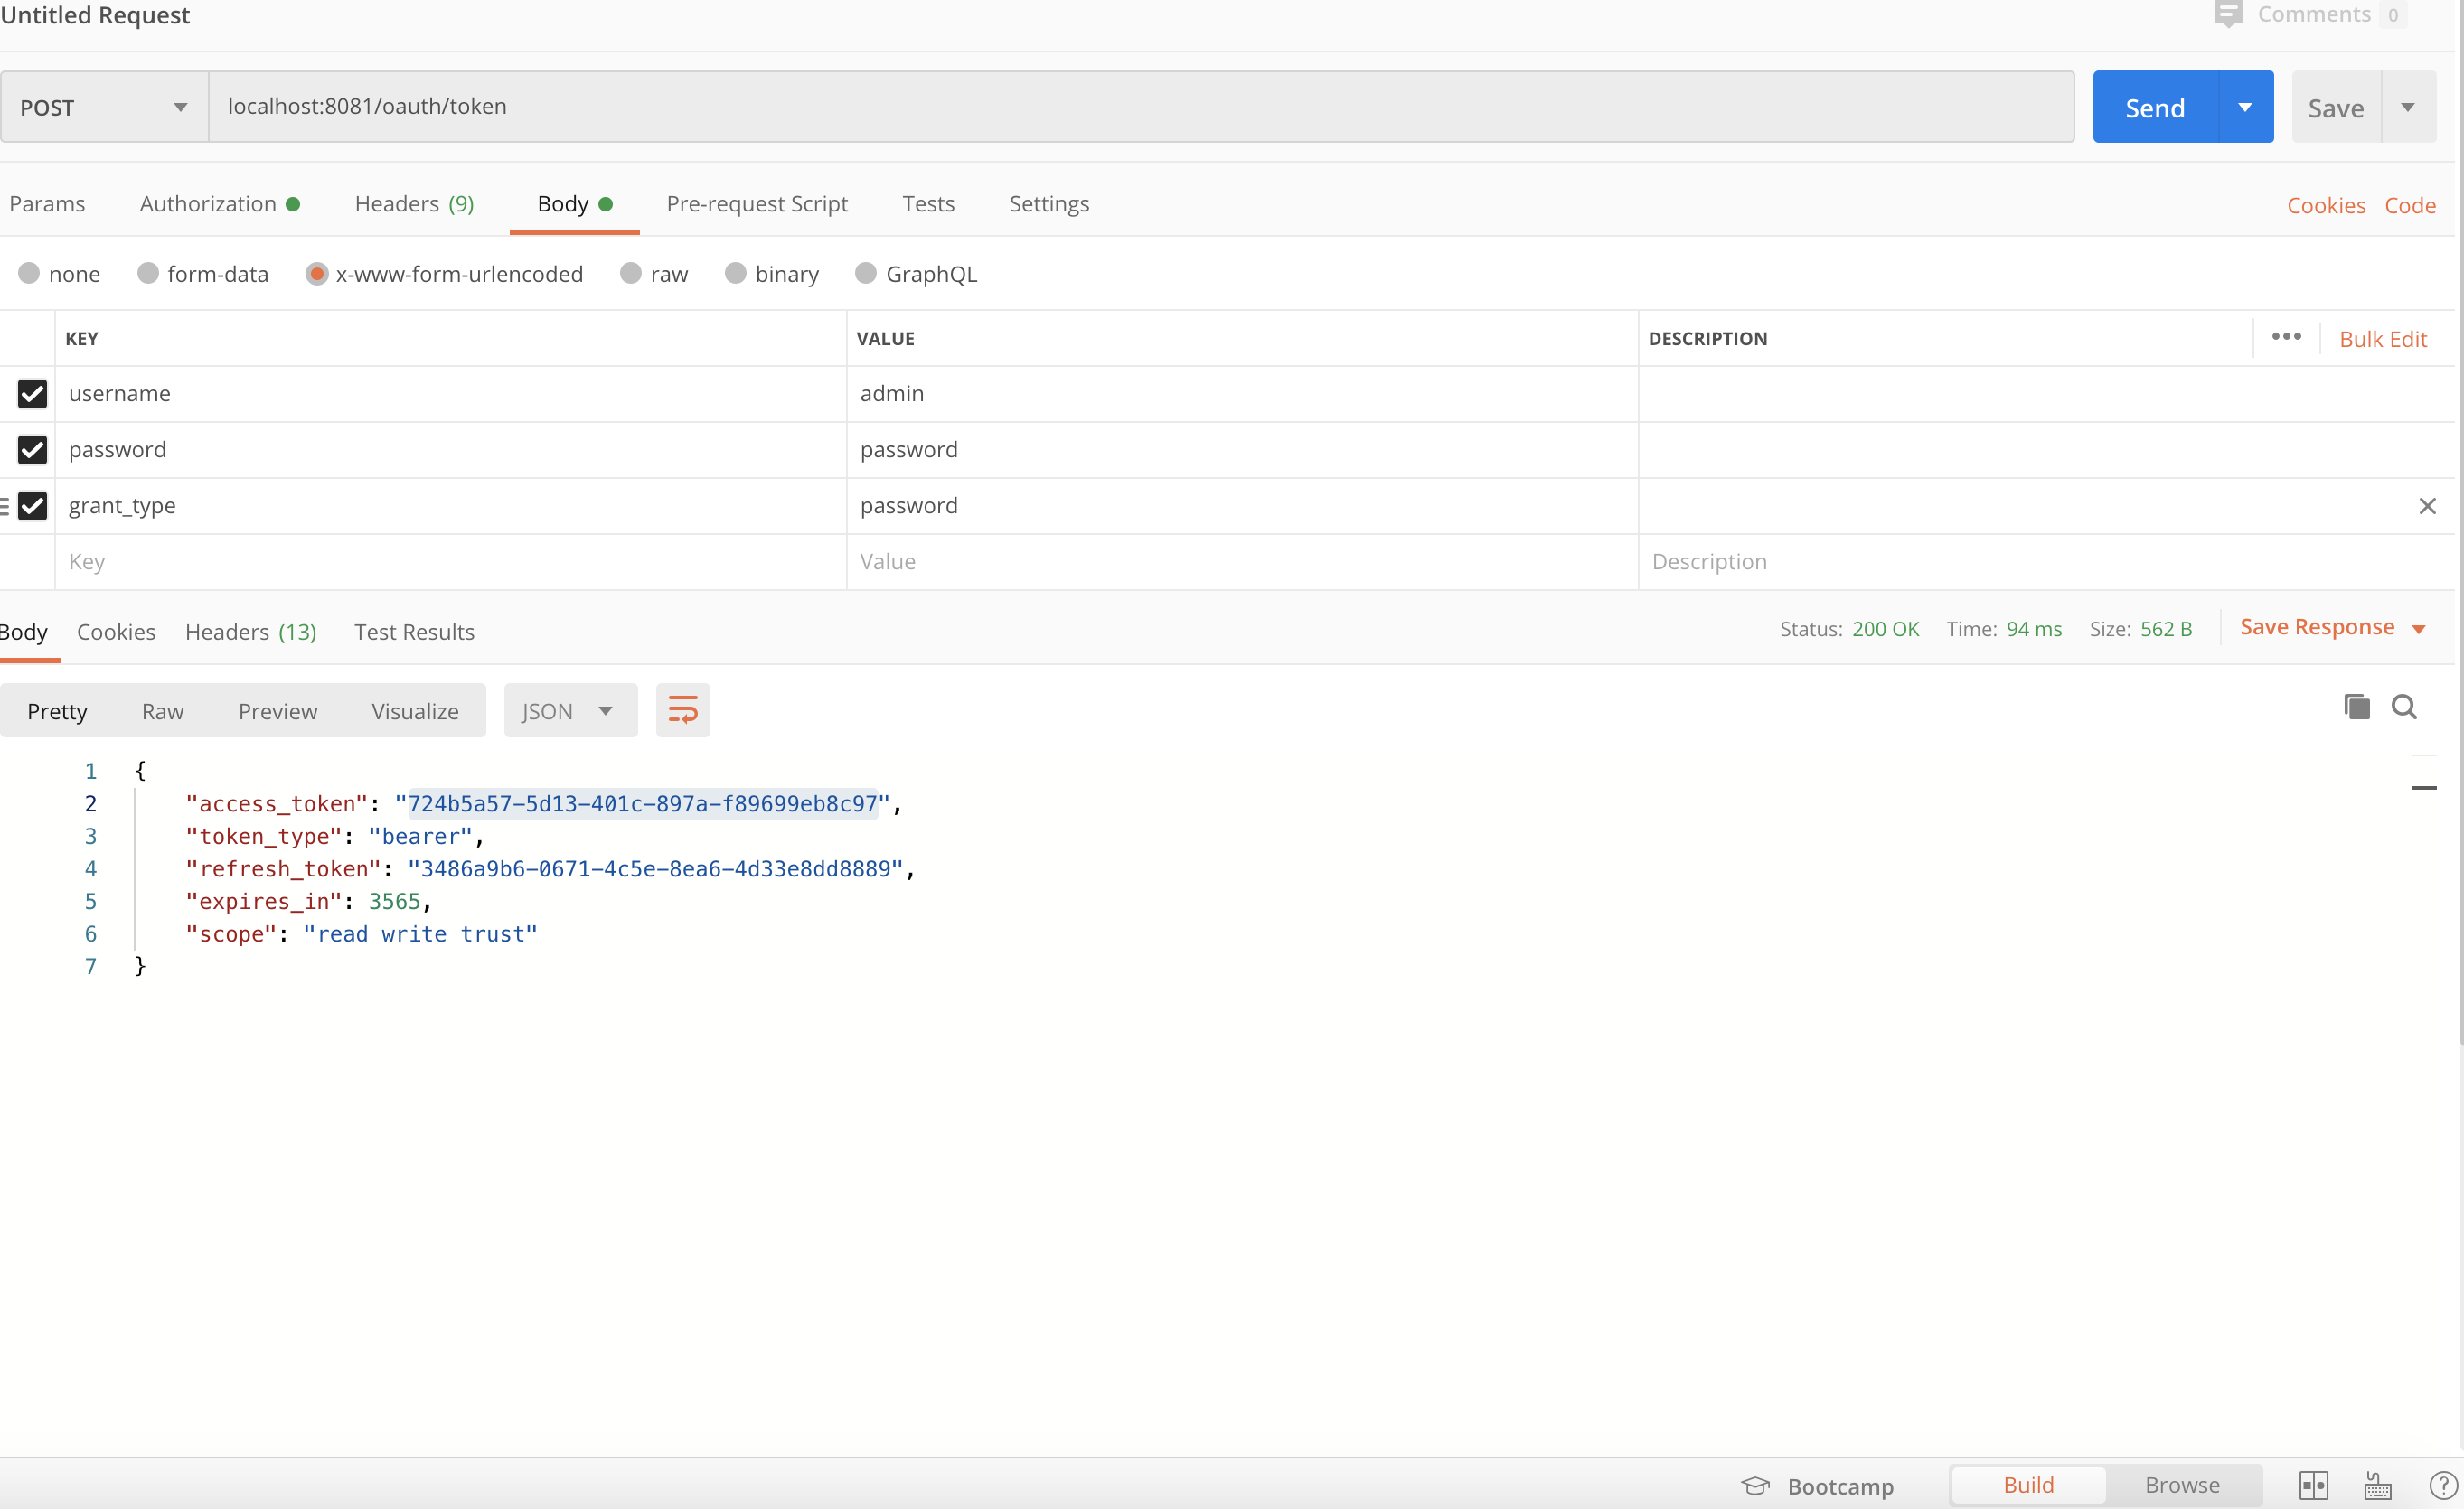 Untitled Request
Comments 0
POST localhost:8081/oauth/token Send Save
Params Authorization Headers (9) Body Pre-request Script Tests Settings Cookies Code
none form-data x-www-form-urlencoded raw binary GraphQL
KEY VALUE DESCRIPTION ••• Bulk Edit
username admin
password password
grant_type password
Key Value Description
Body Cookies Headers (13) Test Results Status: 200 OK Time: 94 ms Size: 562 B Save Response
Pretty Raw Preview Visualize JSON
1 {
2 "access_token": "724b5a57-5d13-401c-897a-f89699eb8c97",
3 "token_type": "bearer",
4 "refresh_token": "3486a9b6-0671-4c5e-8ea6-4d33e8dd8889",
5 "expires_in": 3565,
6 "scope": "read write trust"
7 }
Bootcamp Build Browse ?